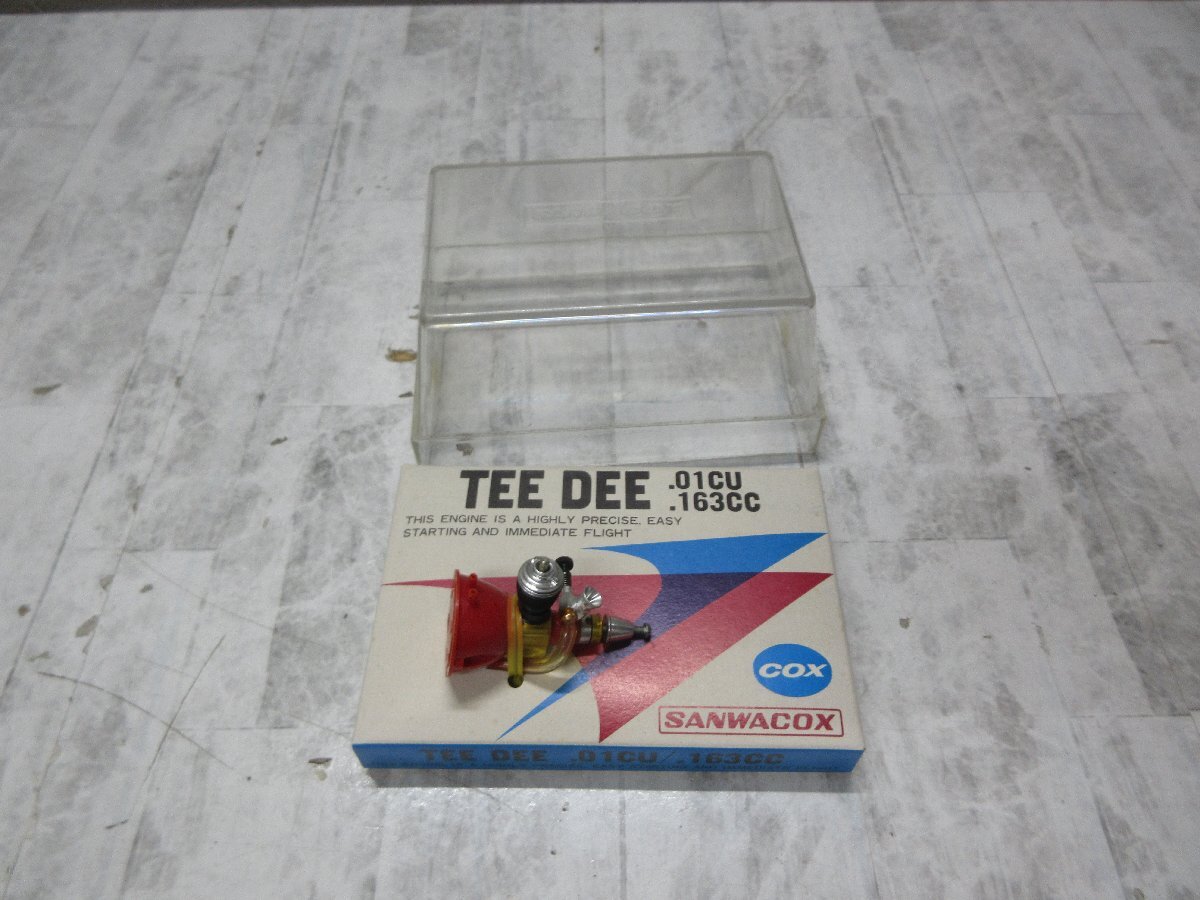 TEE DEE .01CU
.163CC
THIS ENGINE IS A HIGHLY PRECISE, EASY
STARTING AND IMMEDIATE FLIGHT
COX
SANWACOX
TEE DEE .01CU/.163CC